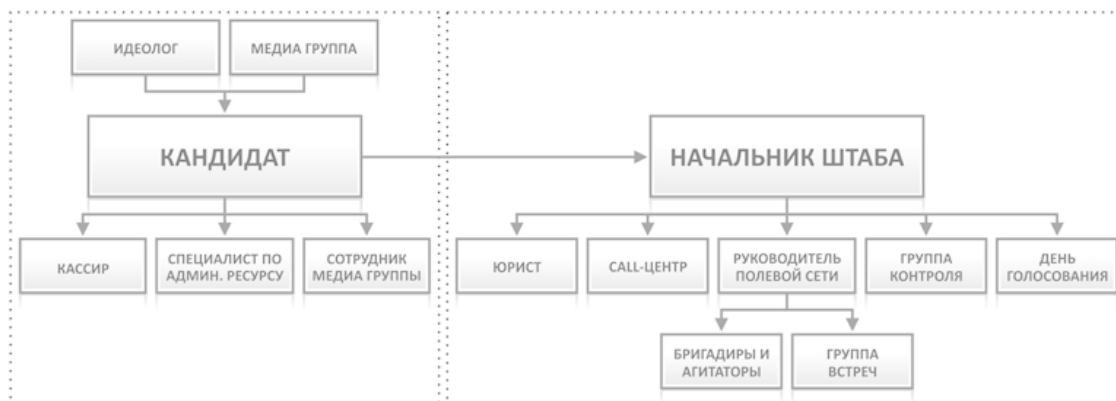 ИДЕОЛОГ
МЕДИА ГРУППА
КАНДИДАТ
НАЧАЛЬНИК ШТАБА
КАССИР
СПЕЦИАЛИСТ ПО
АДМИН. РЕСУРСУ
СОТРУДНИК
МЕДИА ГРУППЫ
ЮРИСТ
CALL-ЦЕНТР
РУКОВОДИТЕЛЬ
ПОЛЕВОЙ СЕТИ
ГРУППА
КОНТРОЛЯ
ДЕНЬ
ГОЛОСОВАНИЯ
БРИГАДИРЫ И
АГИТАТОРЫ
ГРУППА
ВСТРЕЧ